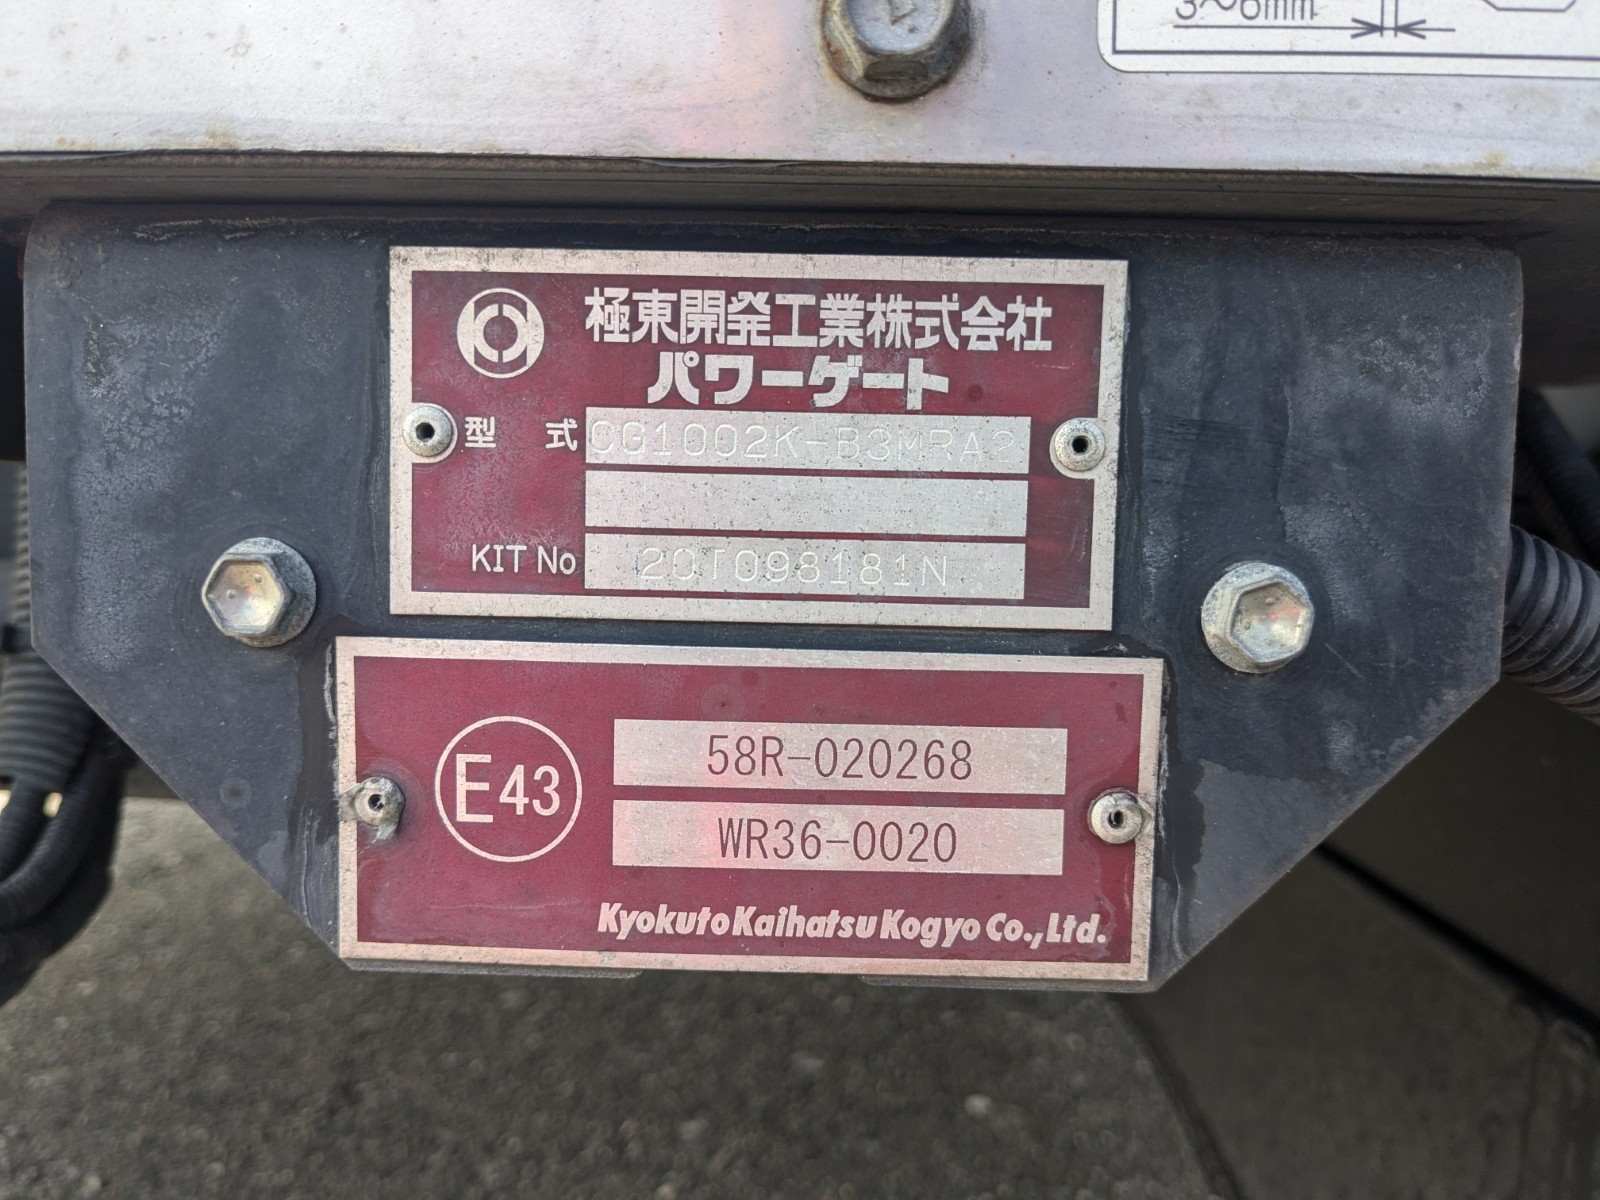 3~6mm
極東開発工業株式会社
パワーゲート
型 式 CG1002K-B3MRA2
KIT No 20T098181N
E43
58R-020268
WR36-0020
Kyokuto Kaihatsu Kogyo Co., Ltd.